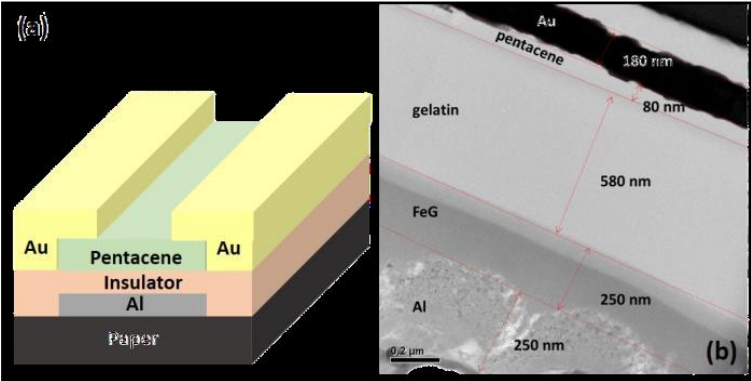 (a)
Au
Au
Pentacene
Insulator
Al
Paper
Au
pentacene
180 nm
80 nm
gelatin
580 nm
FeG
250 nm
Al
250 nm
0.2 µm
(b)